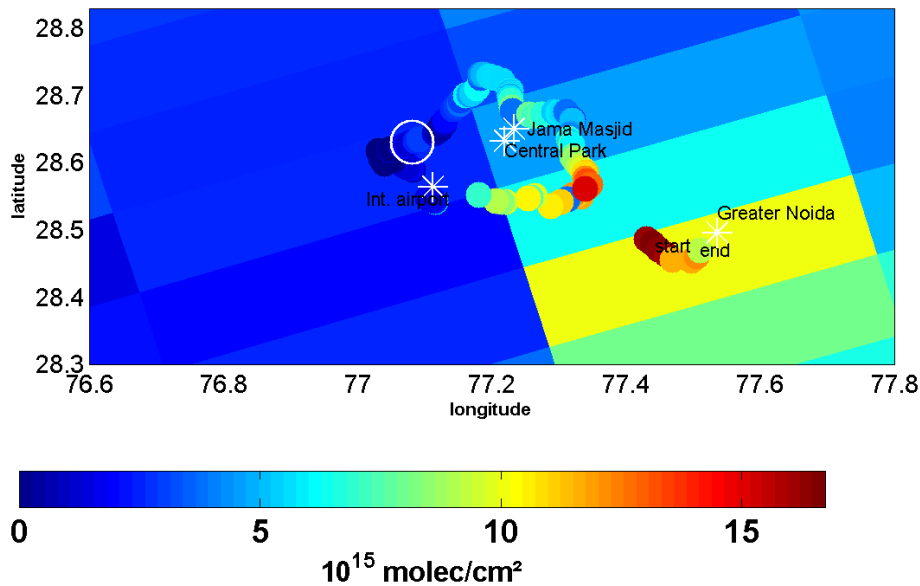 28.8
28.7
28.6
28.5
28.4
28.3
latitude
Jama Masjid
Central Park
Int. airport
Greater Noida
start end
76.6 76.8 77 77.2 77.4 77.6 77.8
longitude
0 5 10 15
10¹⁵ molec/cm²